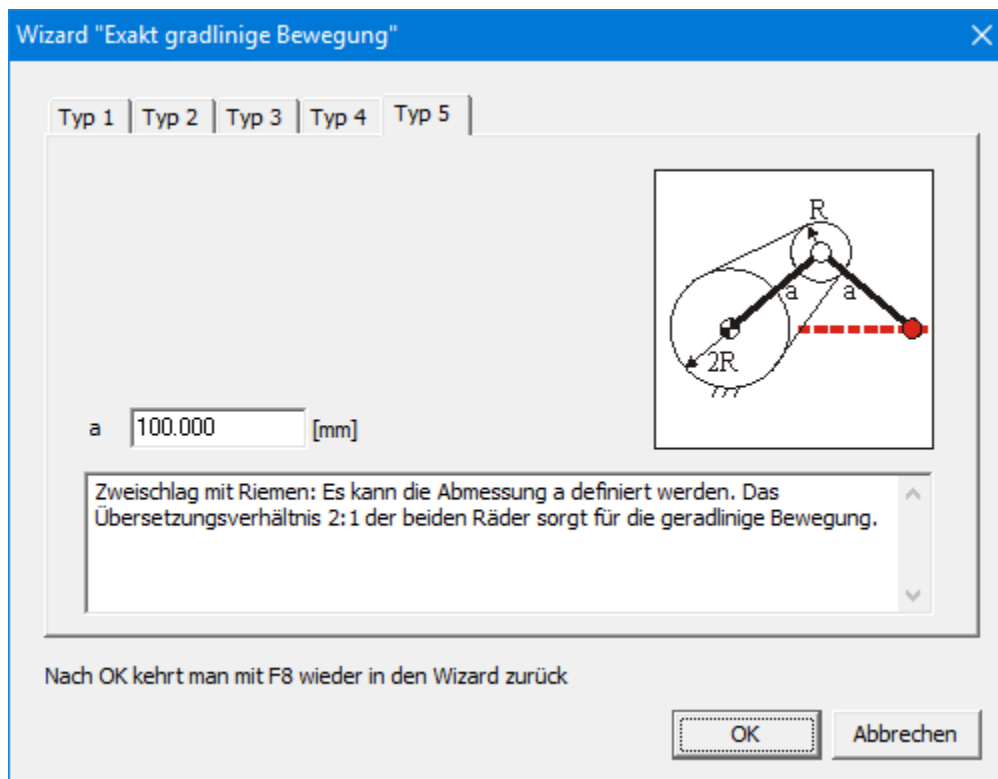 Wizard "Exakt gradlinige Bewegung"
Typ 1 Typ 2 Typ 3 Typ 4 Typ 5
R
a a
2R
a 100.000 [mm]
Zweischlag mit Riemen: Es kann die Abmessung a definiert werden. Das
Übersetzungsverhältnis 2:1 der beiden Räder sorgt für die geradlinige Bewegung.
Nach OK kehrt man mit F8 wieder in den Wizard zurück
OK Abbrechen